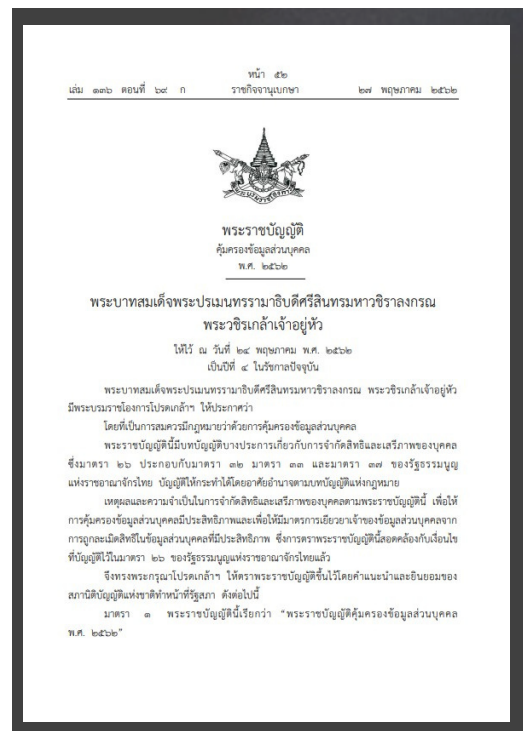 หน้า ๕๒
เล่ม ๑๓๖ ตอนที่ ๖๙ ก ราชกิจจานุเบกษา ๒๗ พฤษภาคม ๒๕๖๒
พระราชบัญญัติ
คุ้มครองข้อมูลส่วนบุคคล
พ.ศ. ๒๕๖๒
พระบาทสมเด็จพระปรเมนทรรามาธิบดีศรีสินทรมหาวชิราลงกรณ
พระวชิรเกล้าเจ้าอยู่หัว
ให้ไว้ ณ วันที่ ๒๔ พฤษภาคม พ.ศ. ๒๕๖๒
เป็นปีที่ ๔ ในรัชกาลปัจจุบัน
พระบาทสมเด็จพระปรเมนทรรามาธิบดีศรีสินทรมหาวชิราลงกรณ พระวชิรเกล้าเจ้าอยู่หัว
มีพระบรมราชโองการโปรดเกล้าฯ ให้ประกาศว่า
โดยที่เป็นการสมควรมีกฎหมายว่าด้วยการคุ้มครองข้อมูลส่วนบุคคล
พระราชบัญญัตินี้มีบทบัญญัติบางประการเกี่ยวกับการจำกัดสิทธิและเสรีภาพของบุคคล
ซึ่งมาตรา ๒๖ ประกอบกับมาตรา ๓๒ มาตรา ๓๓ และมาตรา ๓๗ ของรัฐธรรมนูญ
แห่งราชอาณาจักรไทย บัญญัติให้กระทำได้โดยอาศัยอำนาจตามบทบัญญัติแห่งกฎหมาย
เหตุผลและความจำเป็นในการจำกัดสิทธิและเสรีภาพของบุคคลตามพระราชบัญญัตินี้ เพื่อให้
การคุ้มครองข้อมูลส่วนบุคคลมีประสิทธิภาพและเพื่อให้มีมาตรการเยียวยาเจ้าของข้อมูลส่วนบุคคลจาก
การถูกละเมิดสิทธิในข้อมูลส่วนบุคคลที่มีประสิทธิภาพ ซึ่งการตราพระราชบัญญัตินี้สอดคล้องกับเงื่อนไข
ที่บัญญัติไว้ในมาตรา ๒๖ ของรัฐธรรมนูญแห่งราชอาณาจักรไทยแล้ว
จึงทรงพระกรุณาโปรดเกล้าฯ ให้ตราพระราชบัญญัติขึ้นไว้โดยคำแนะนำและยินยอมของ
สภานิติบัญญัติแห่งชาติทำหน้าที่รัฐสภา ดังต่อไปนี้
มาตรา ๑ พระราชบัญญัตินี้เรียกว่า “พระราชบัญญัติคุ้มครองข้อมูลส่วนบุคคล
พ.ศ. ๒๕๖๒”